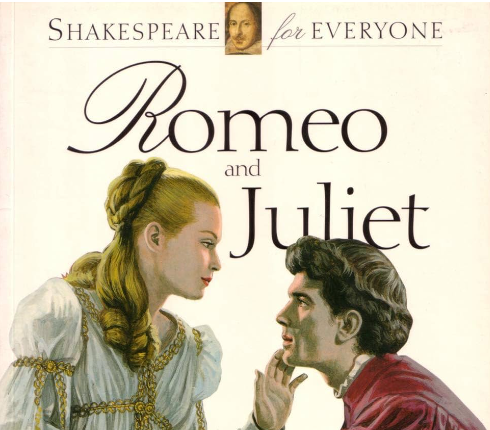 SHAKESPEARE for EVERYONE
Romeo
and
Juliet